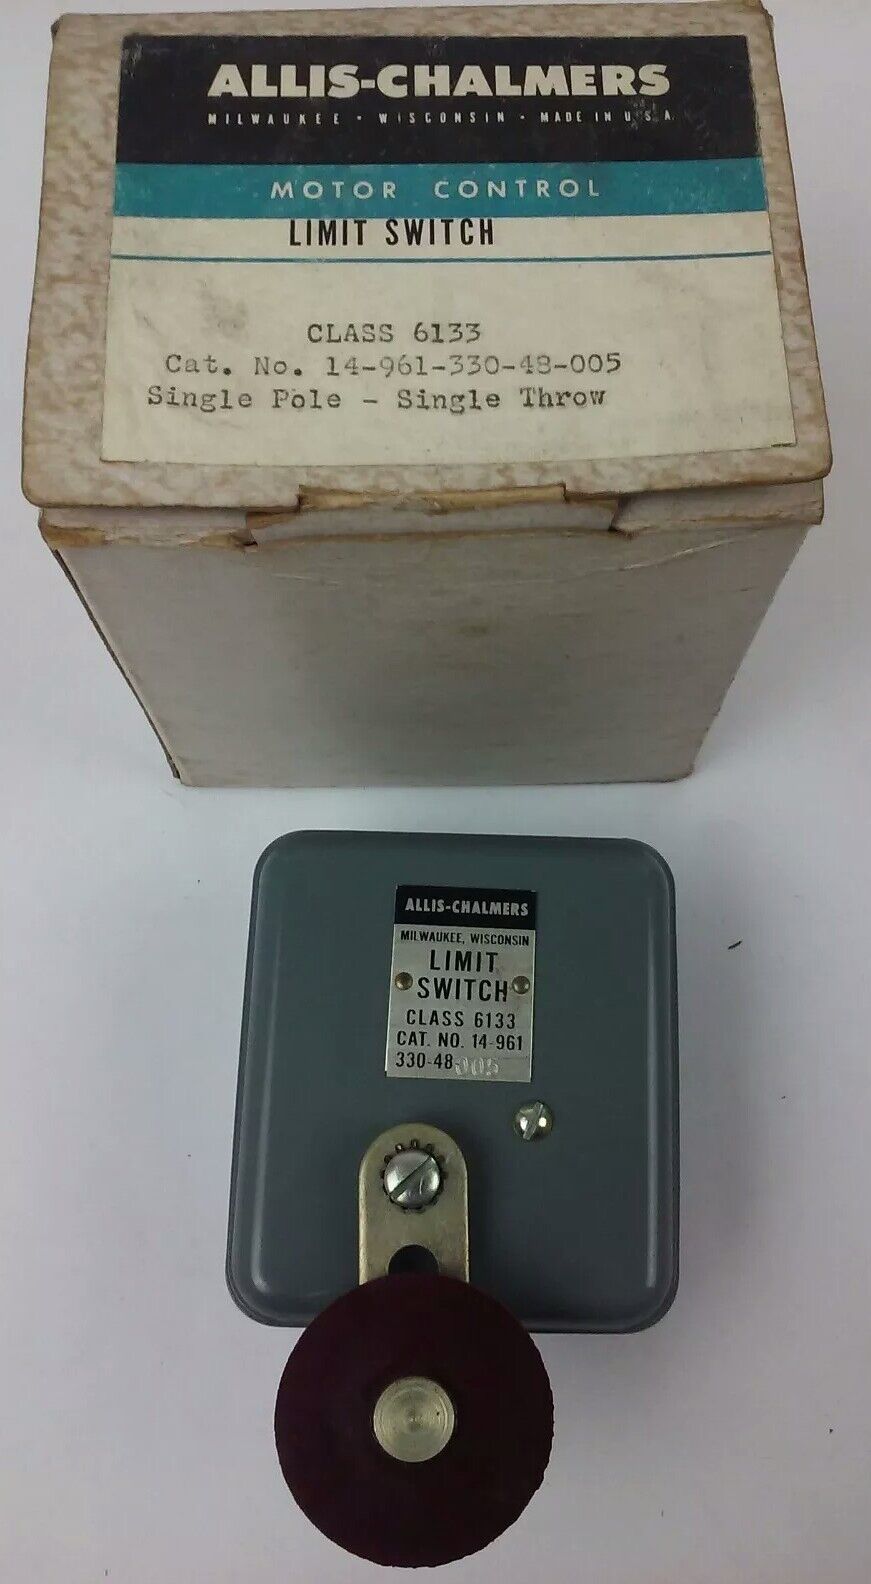 ALLIS-CHALMERS
MILWAUKEE · WISCONSIN · MADE IN U.S.A.
MOTOR CONTROL
LIMIT SWITCH
CLASS 6133
Cat. No. 14-961-330-48-005
Single Pole - Single Throw
ALLIS-CHALMERS
MILWAUKEE, WISCONSIN
LIMIT
SWITCH
CLASS 6133
CAT. NO. 14-961
330-48-005